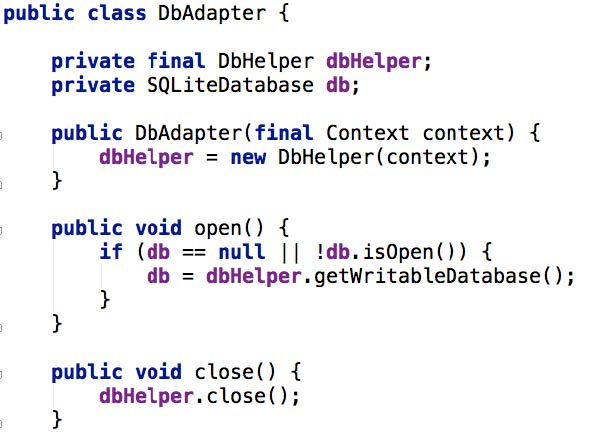 public class DbAdapter {
private final DbHelper dbHelper;
private SQLiteDatabase db;
public DbAdapter(final Context context) {
dbHelper = new DbHelper(context);
}
public void open() {
if (db == null || !db.isOpen()) {
db = dbHelper.getWritableDatabase();
}
}
public void close() {
dbHelper.close();
}